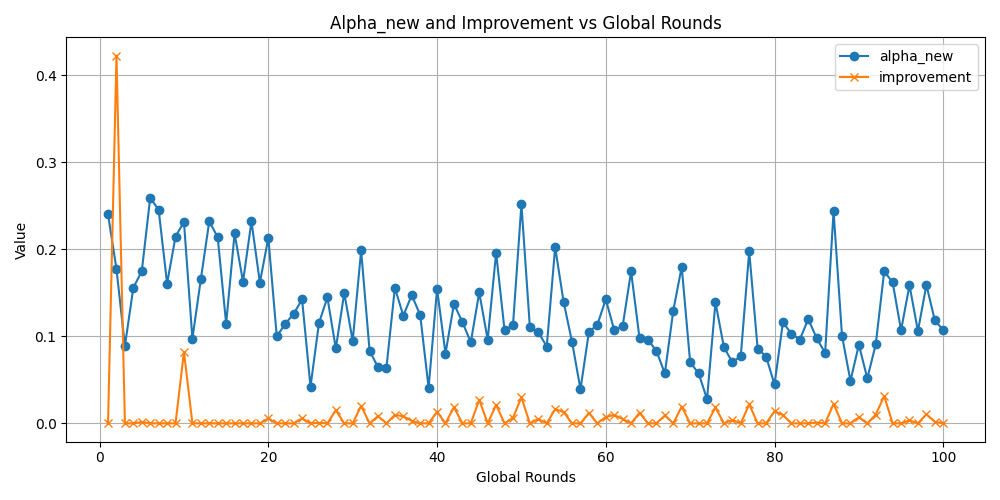 Alpha_new and Improvement vs Global Rounds
alpha_new
improvement
Value
0.4
0.3
0.2
0.1
0.0
0 20 40 60 80 100
Global Rounds